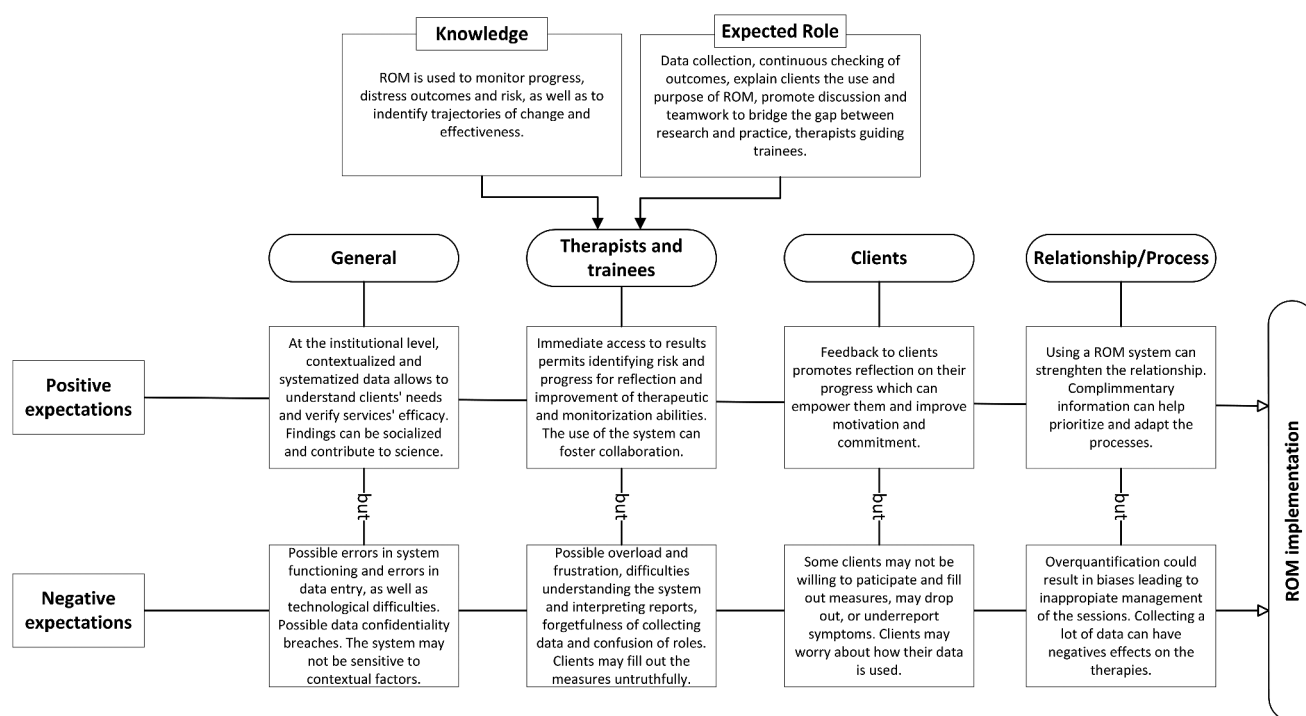 Knowledge
ROM is used to monitor progress,
distress outcomes and risk, as well as to
indentify trajectories of change and
effectiveness.
Expected Role
Data collection, continuous checking of
outcomes, explain clients the use and
purpose of ROM, promote discussion and
teamwork to bridge the gap between
research and practice, therapists guiding
trainees.
General
Therapists and
trainees
Clients
Relationship/Process
Positive
expectations
At the institutional level,
contextualized and
systematized data allows to
understand clients' needs
and verify services' efficacy.
Findings can be socialized
and contribute to science.
Immediate access to results
permits identifying risk and
progress for reflection and
improvement of therapeutic
and monitorization abilities.
The use of the system can
foster collaboration.
Feedback to clients
promotes reflection on their
progress which can
empower them and improve
motivation and
commitment.
Using a ROM system can
strenghten the relationship.
Complimmentary
information can help
prioritize and adapt the
processes.
but
but
but
but
Negative
expectations
Possible errors in system
functioning and errors in
data entry, as well as
technological difficulties.
Possible data confidentiality
breaches. The system may
not be sensitive to
contextual factors.
Possible overload and
frustration, difficulties
understanding the system
and interpreting reports,
forgetfulness of collecting
data and confusion of roles.
Clients may fill out the
measures untruthfully.
Some clients may not be
willing to paticipate and fill
out measures, may drop
out, or underreport
symptoms. Clients may
worry about how their data
is used.
Overquantification could
result in biases leading to
inappropiate management
of the sessions. Collecting a
lot of data can have
negatives effects on the
therapies.
ROM implementation